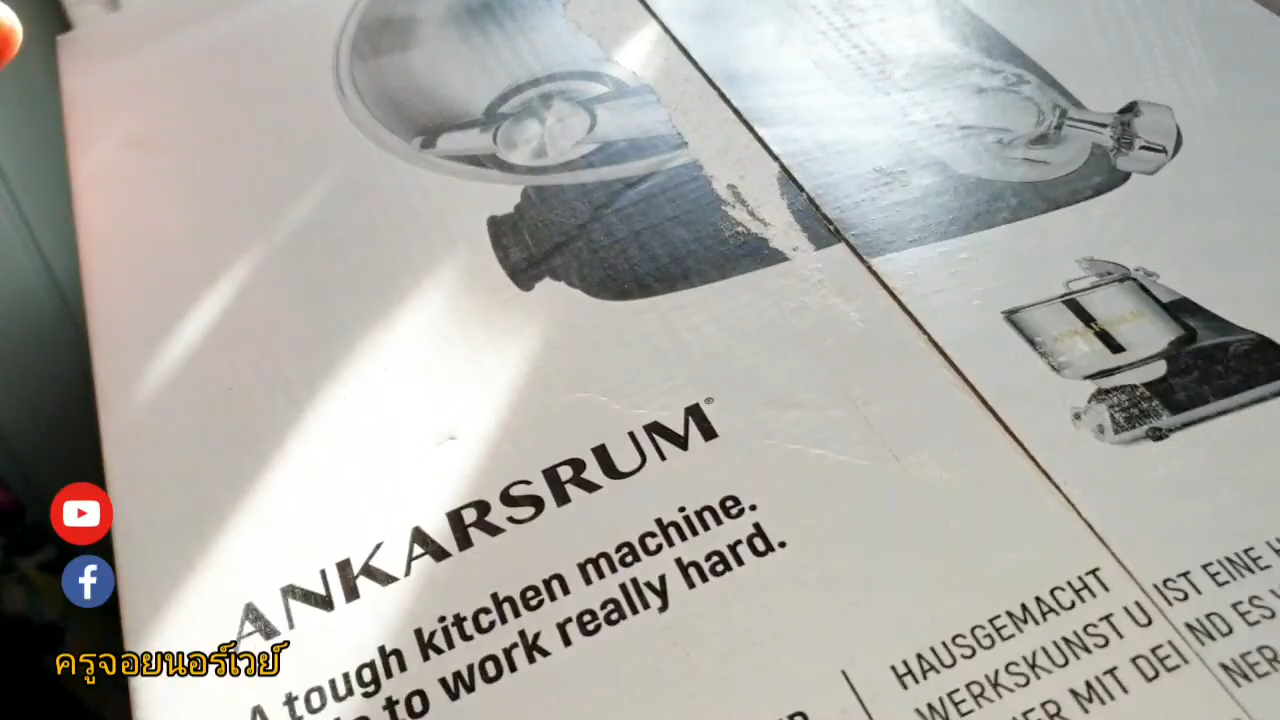 ANKARSRUM®
A tough kitchen machine.
to work really hard.
HAUSGEMACHT IST EINE
WERKSKUNST U ND ES
MIT DEI NER
ครูจอยนอร์เวย์